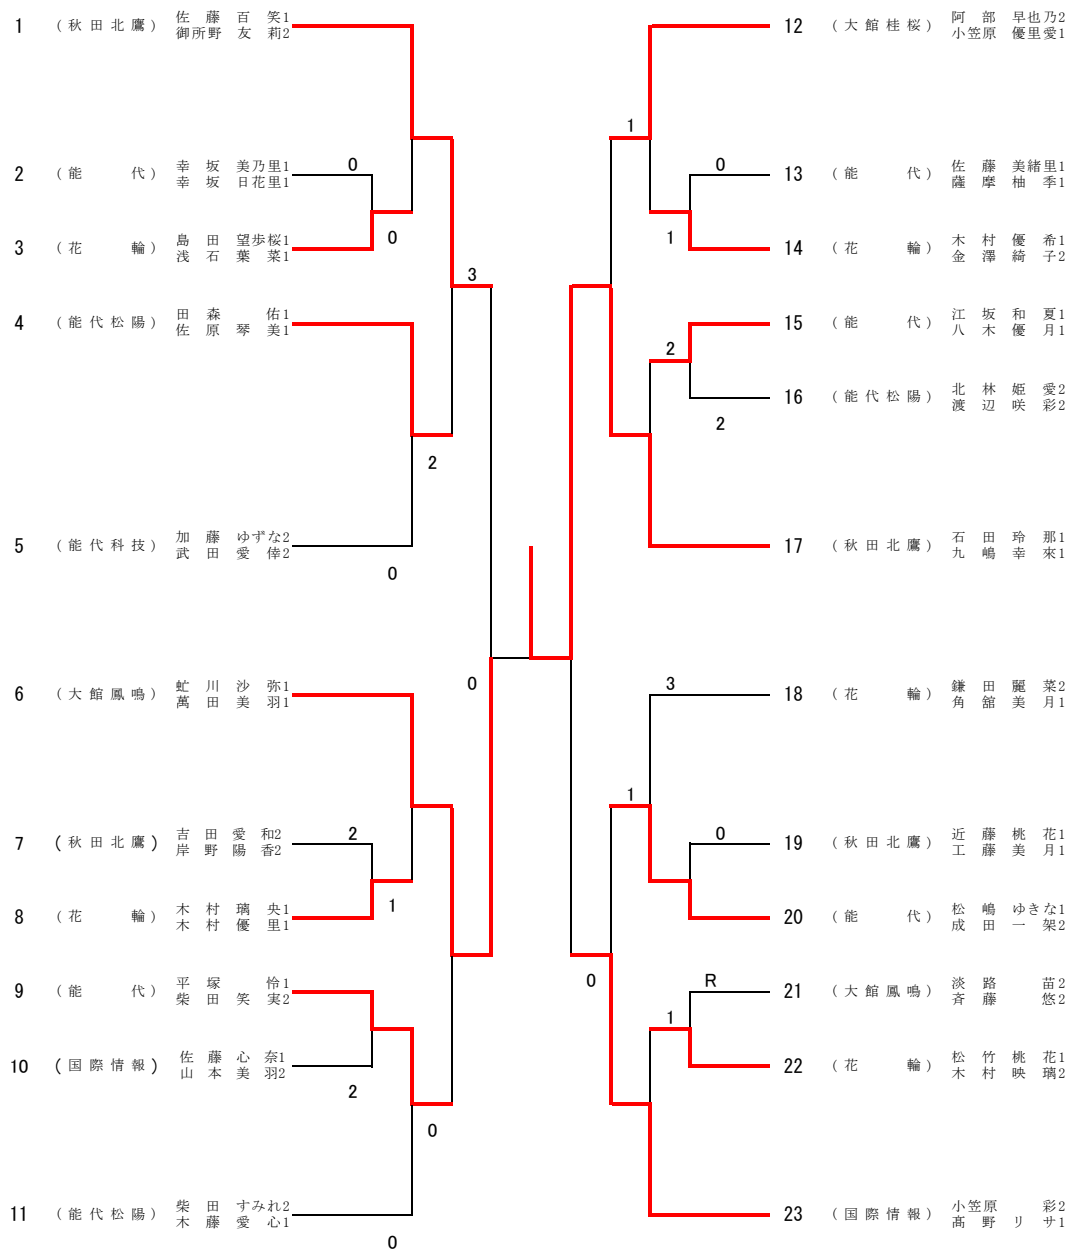 1 (秋田北鷹) 佐藤百笑1
御所野友莉2
2 (能代) 幸坂美乃里1
幸坂日花里1
0
3 (花輪) 島田望歩桜1
浅石葉菜1
0
3
4 (能代松陽) 田森佑1
佐原琴美1
2
5 (能代科技) 加藤ゆずな2
武田愛倖2
0
0
6 (大館鳳鳴) 虻川沙弥1
萬田美羽1
7 (秋田北鷹) 吉田愛和2
岸野陽香2
2
1
8 (花輪) 木村璃央1
木村優里1
9 (能代) 平塚怜1
柴田笑実2
10 (国際情報) 佐藤心奈1
山本美羽2
2
0
11 (能代松陽) 柴田すみれ2
木藤愛心1
0
12 (大館桂桜) 阿部早也乃2
小笠原優里愛1
1
13 (能代) 佐藤美緒里1
薩摩柚季1
0
1
14 (花輪) 木村優希1
金澤綺子2
15 (能代) 江坂和夏1
八木優月1
2
16 (能代松陽) 北林姫愛2
渡辺咲彩2
2
17 (秋田北鷹) 石田玲那1
九嶋幸來1
18 (花輪) 鎌田麗菜2
角舘美月1
3
1
19 (秋田北鷹) 近藤桃花1
工藤美月1
0
20 (能代) 松嶋ゆきな1
成田一架2
0
21 (大館鳳鳴) 淡路苗2
斉藤悠2
R
1
22 (花輪) 松竹桃花1
木村映璃2
23 (国際情報) 小笠原彩2
髙野リサ1